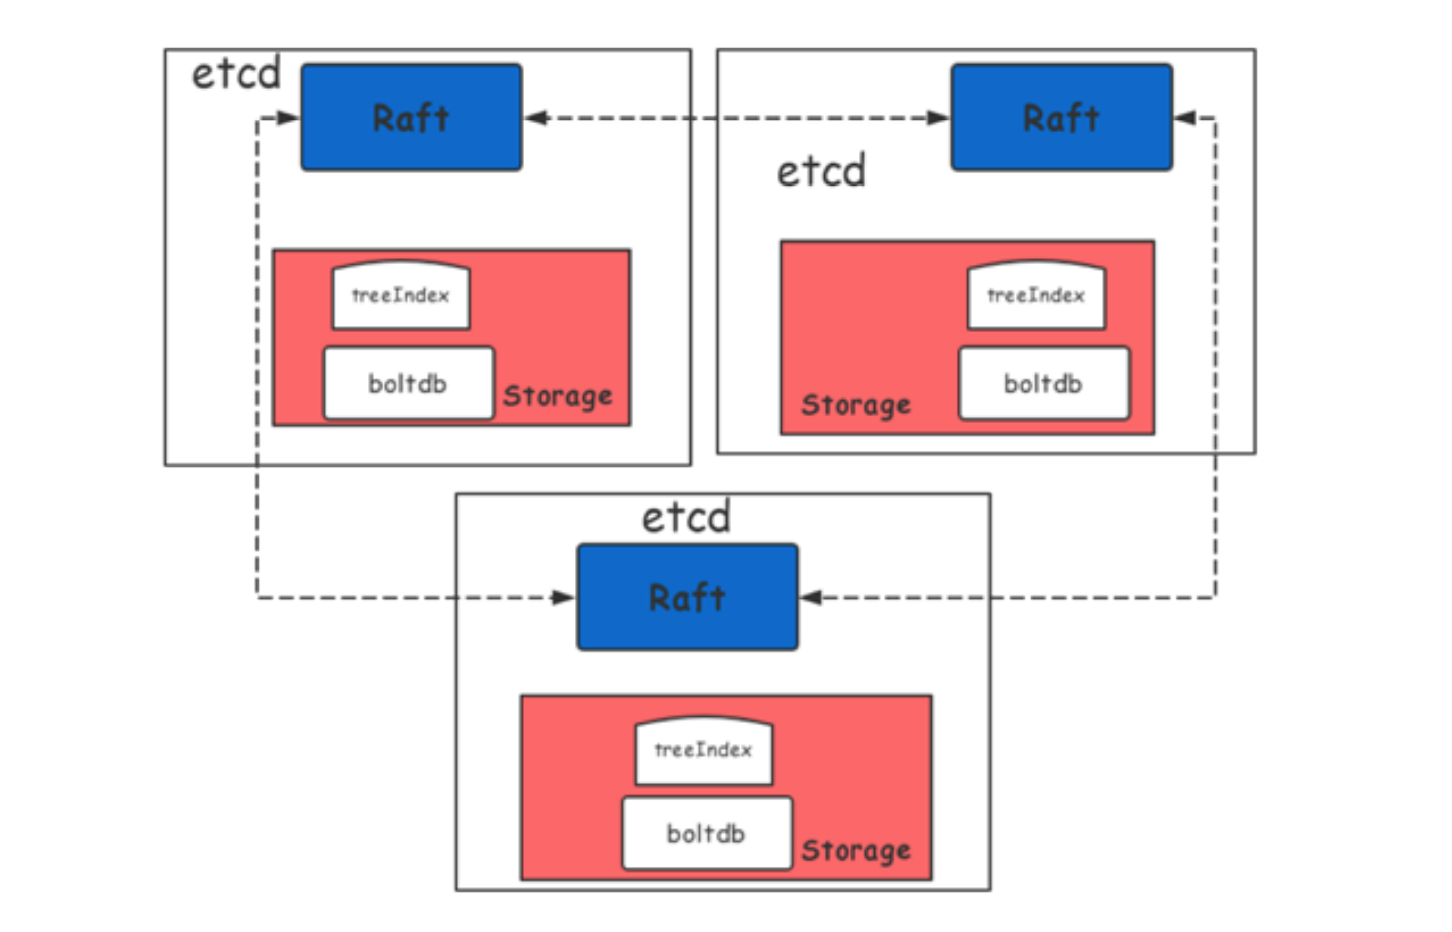 etcd
Raft
treeIndex
boltdb
Storage
Raft
etcd
treeIndex
boltdb
Storage
etcd
Raft
treeIndex
boltdb
Storage